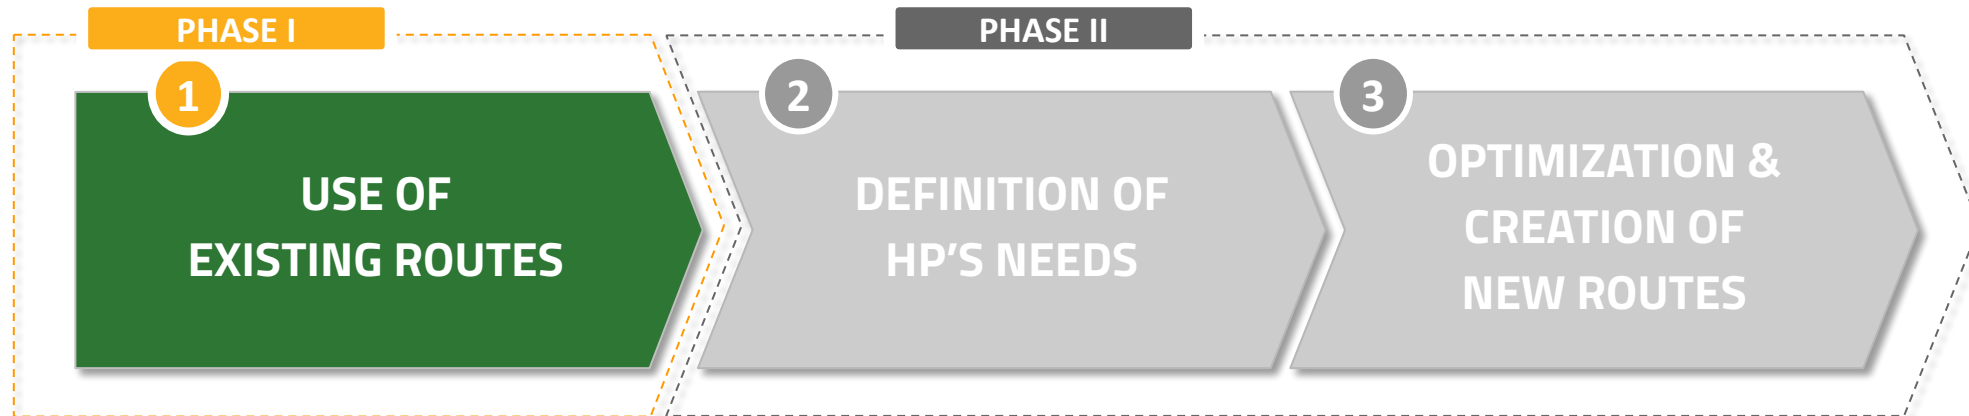 PHASE I
PHASE II
1
USE OF
EXISTING ROUTES
2
DEFINITION OF
HP’S NEEDS
3
OPTIMIZATION &
CREATION OF
NEW ROUTES